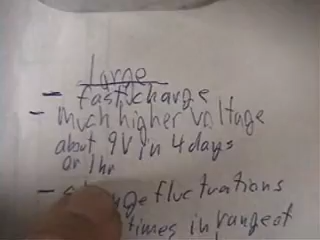 large
- fast charge
- much higher voltage
about 9V in 4 days
or 1hr
- fluctuations
times in range of